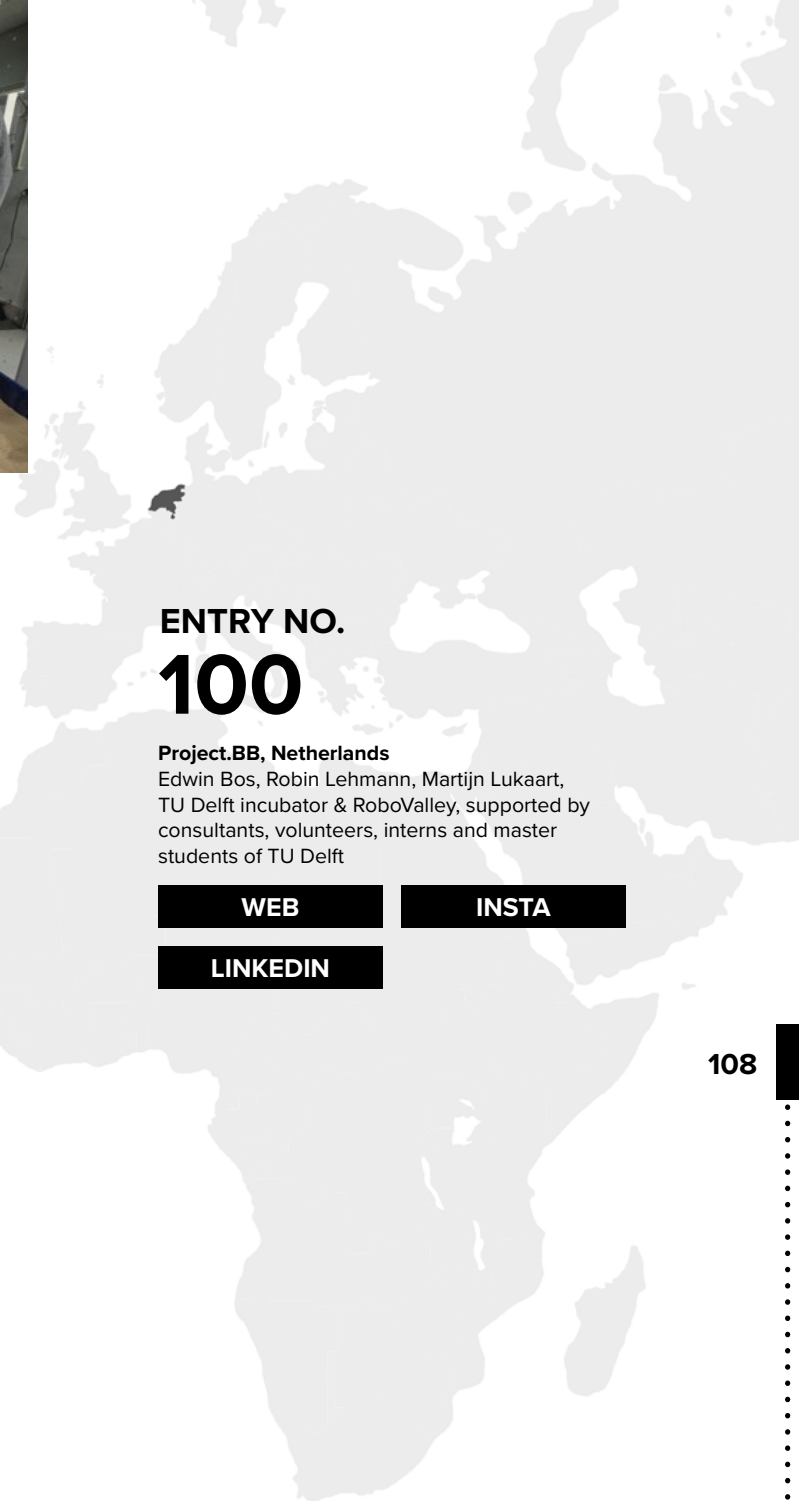 ENTRY NO.
100
Project.BB, Netherlands
Edwin Bos, Robin Lehmann, Martijn Lukaart,
TU Delft incubator & RoboValley, supported by
consultants, volunteers, interns and master
students of TU Delft
WEB
INSTA
LINKEDIN
108